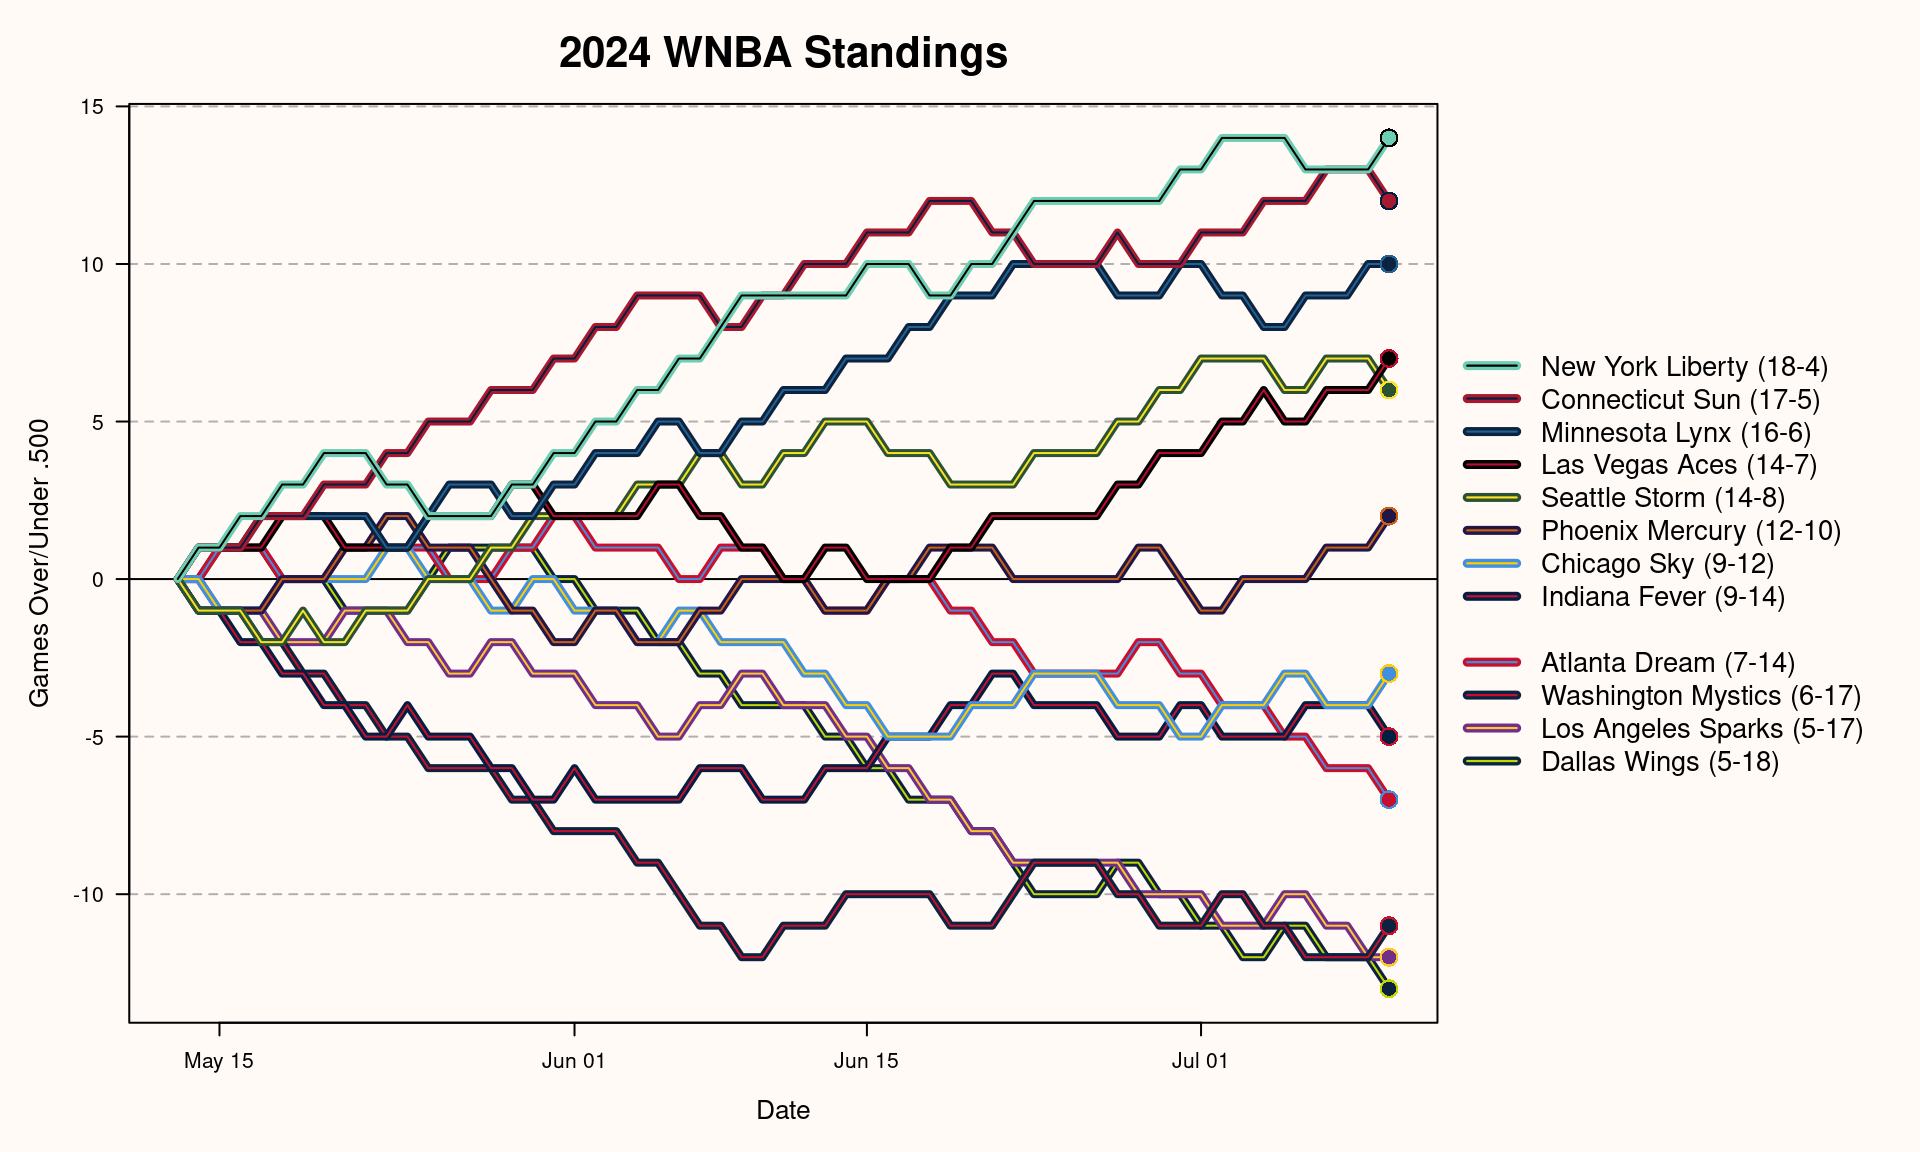 2024 WNBA Standings
15
10
5
0
-5
-10
Games Over/Under .500
May 15
Jun 01
Jun 15
Jul 01
Date
New York Liberty (18-4)
Connecticut Sun (17-5)
Minnesota Lynx (16-6)
Las Vegas Aces (14-7)
Seattle Storm (14-8)
Phoenix Mercury (12-10)
Chicago Sky (9-12)
Indiana Fever (9-14)
Atlanta Dream (7-14)
Washington Mystics (6-17)
Los Angeles Sparks (5-17)
Dallas Wings (5-18)